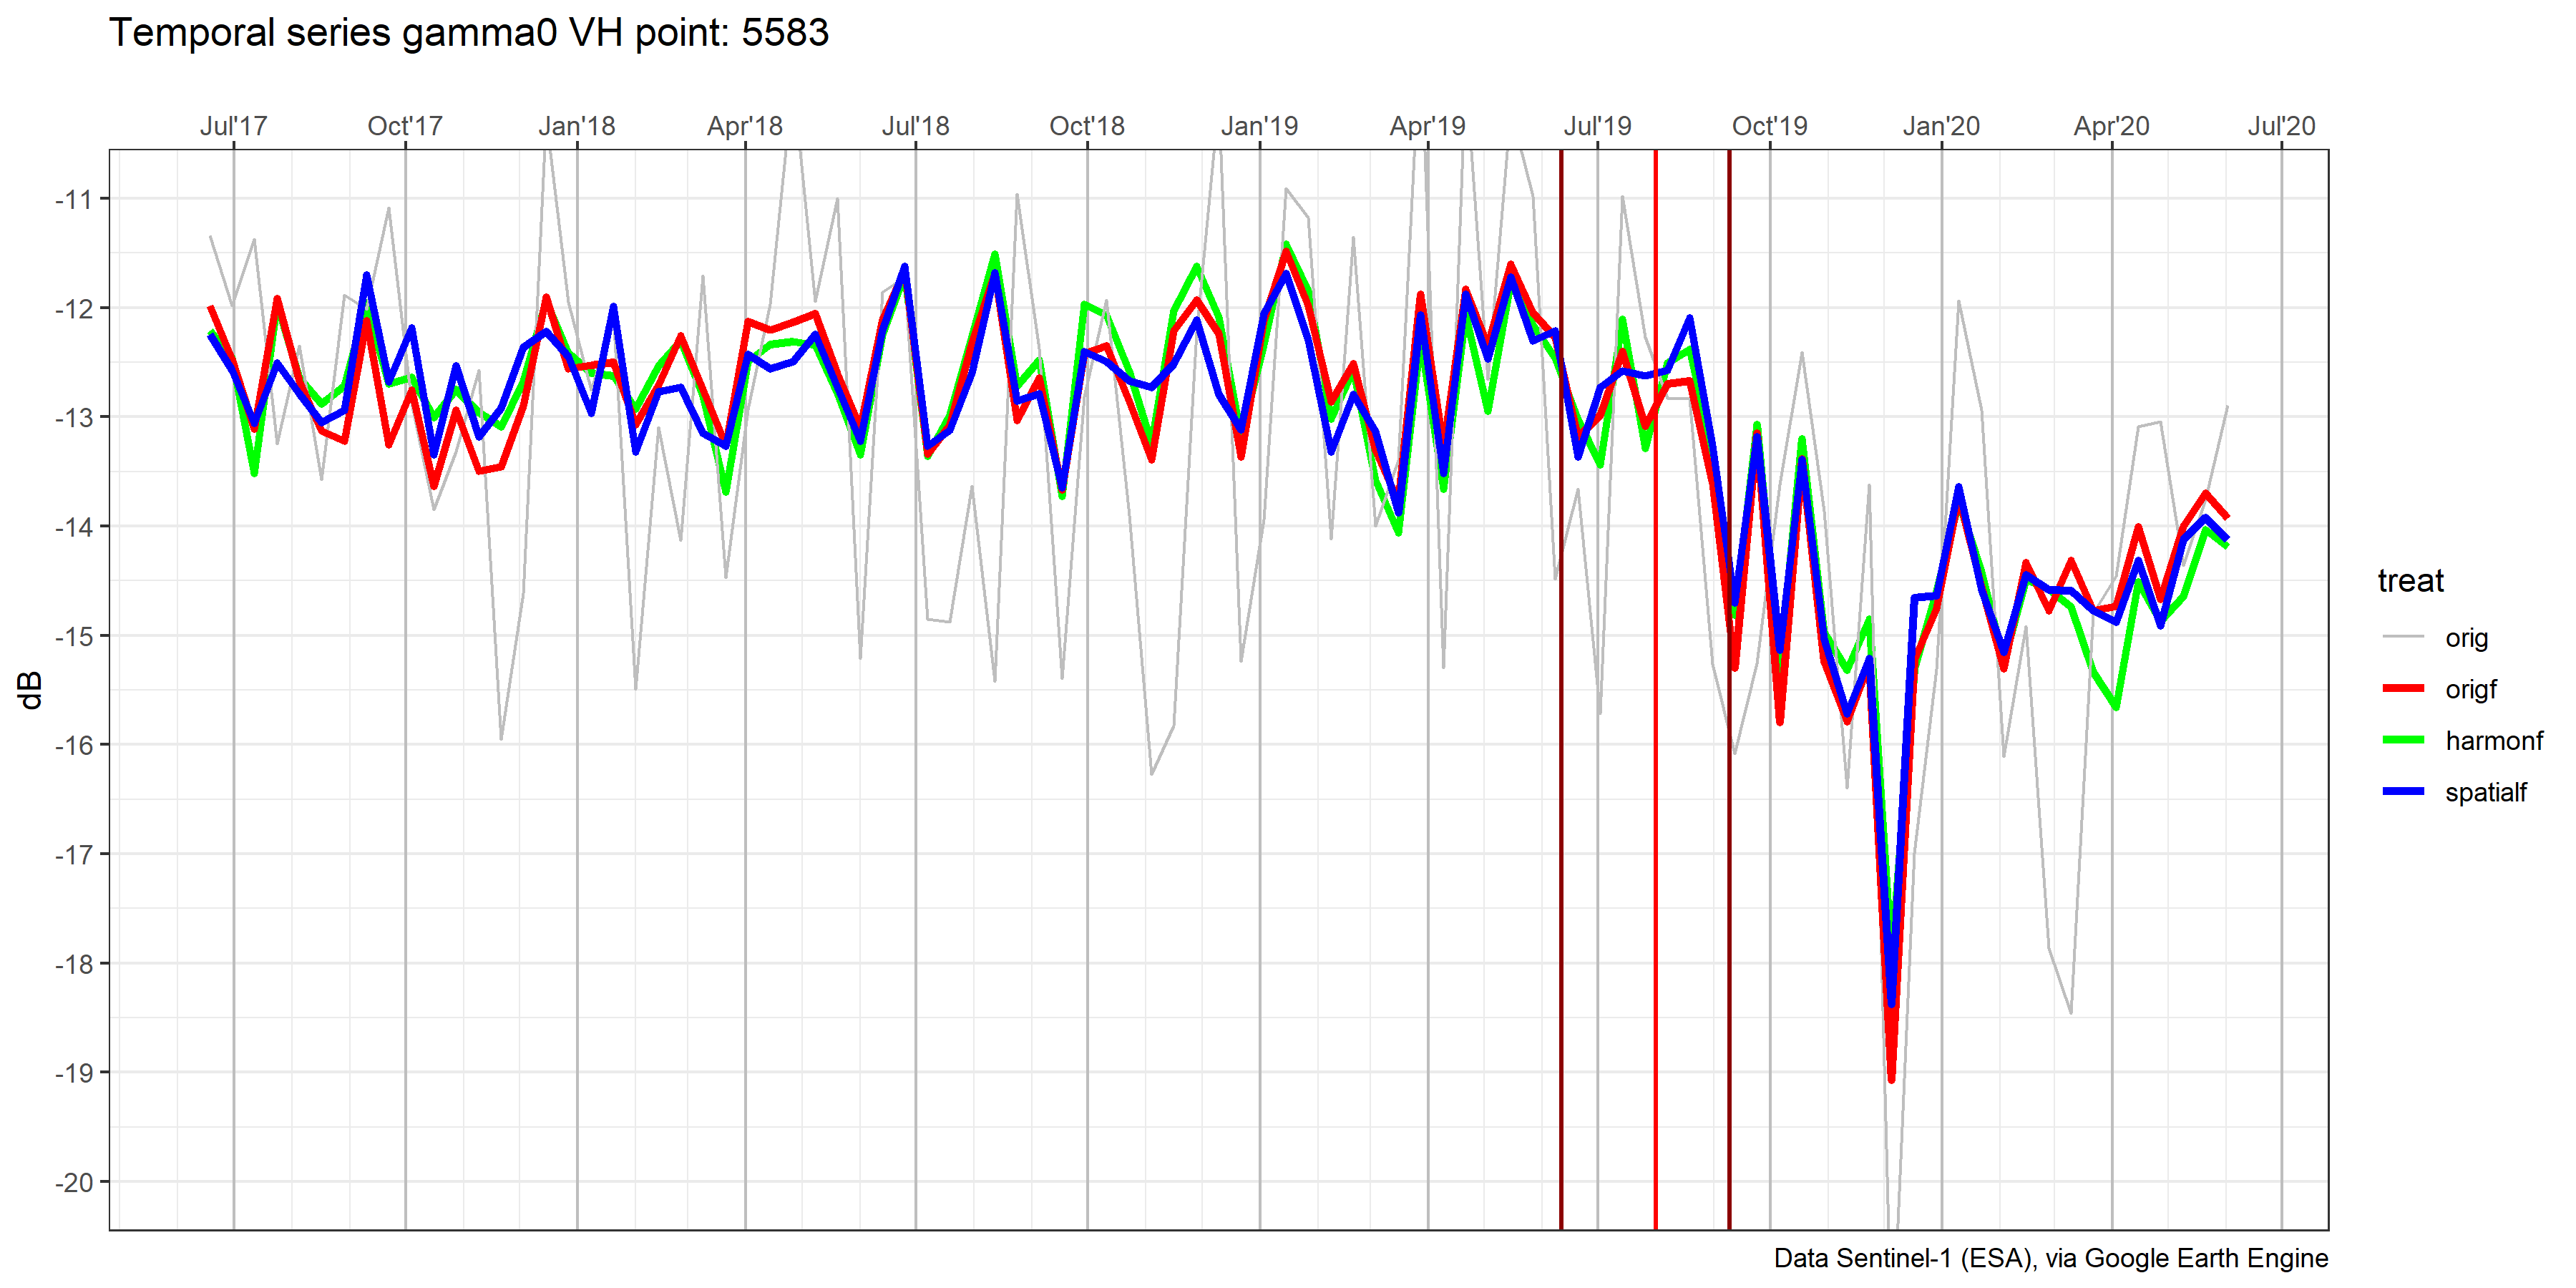 Temporal series gamma0 VH point: 5583
Jul'17 Oct'17 Jan'18 Apr'18 Jul'18 Oct'18 Jan'19 Apr'19 Jul'19 Oct'19 Jan'20 Apr'20 Jul'20
-11
-12
-13
-14
-15
-16
-17
-18
-19
-20
dB
treat
orig
origf
harmonf
spatialf
Data Sentinel-1 (ESA), via Google Earth Engine